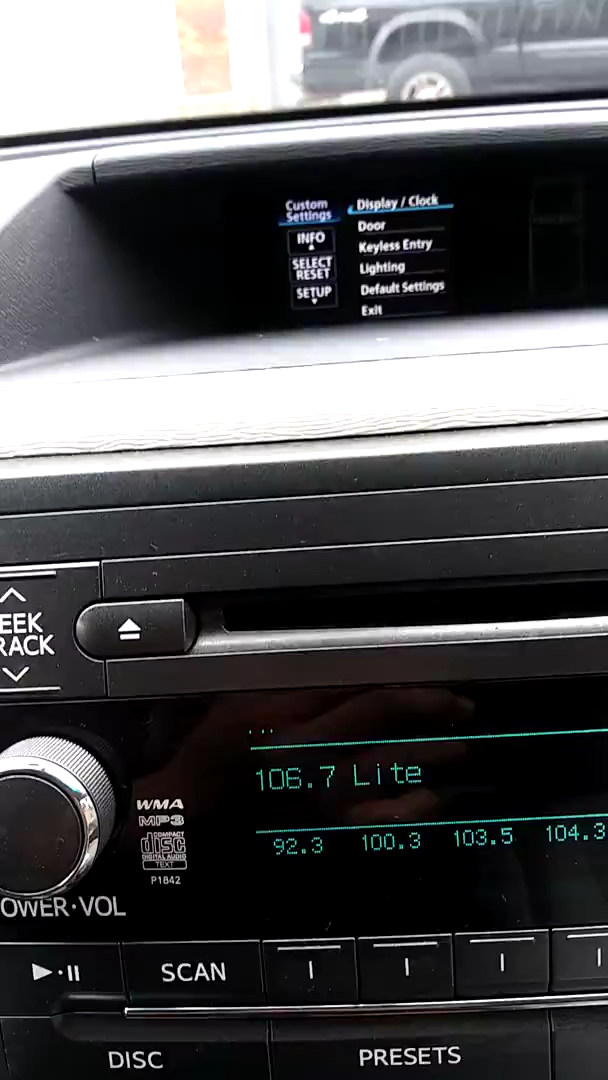 Custom
Settings
INFO
SELECT
RESET
SETUP
Display / Clock
Door
Keyless Entry
Lighting
Default Settings
Exit
EEK
RACK
106.7 Lite
92.3 100.3 103.5 104.3
WMA
MP3
COMPACT
disc
DIGITAL AUDIO
TEXT
P1842
OWER·VOL
SCAN
DISC
PRESETS